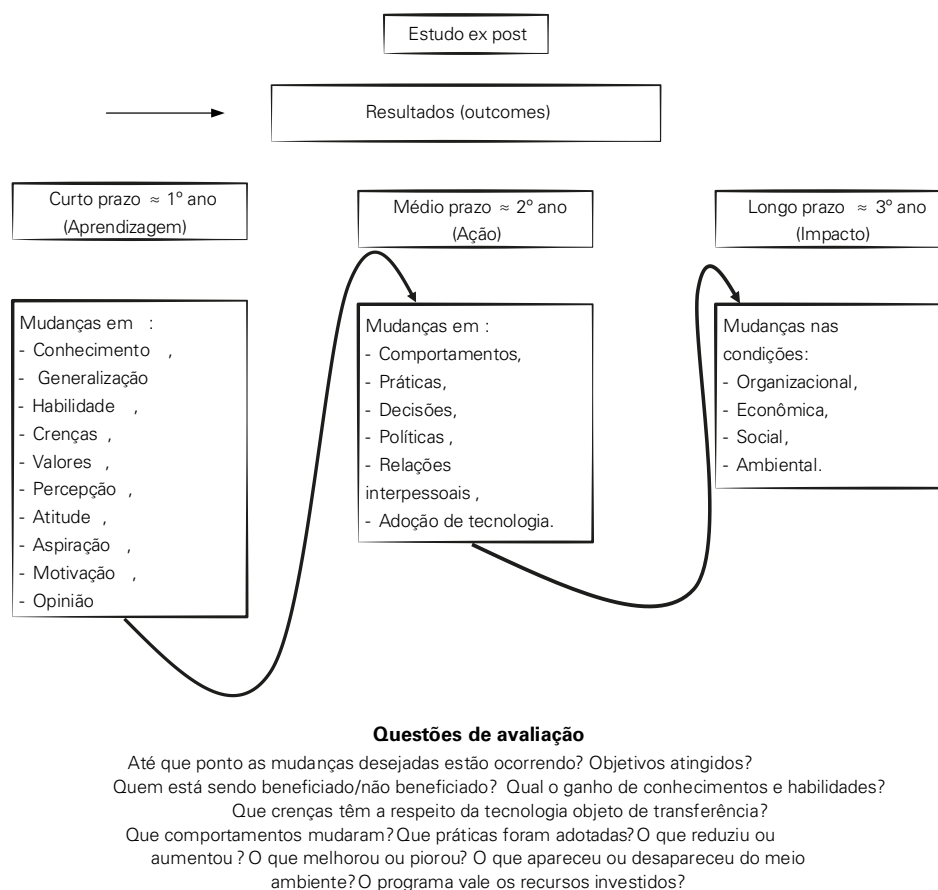 Estudo ex post
Resultados (outcomes)
Curto prazo ≈ 1º ano
(Aprendizagem)
Médio prazo ≈ 2º ano
(Ação)
Longo prazo ≈ 3º ano
(Impacto)
Mudanças em :
- Conhecimento ,
- Generalização
- Habilidade ,
- Crenças ,
- Valores ,
- Percepção ,
- Atitude ,
- Aspiração ,
- Motivação ,
- Opinião
Mudanças em :
- Comportamentos,
- Práticas,
- Decisões,
- Políticas ,
- Relações
interpessoais ,
- Adoção de tecnologia.
Mudanças nas
condições:
- Organizacional,
- Econômica,
- Social,
- Ambiental.
Questões de avaliação
Até que ponto as mudanças desejadas estão ocorrendo? Objetivos atingidos?
Quem está sendo beneficiado/não beneficiado? Qual o ganho de conhecimentos e habilidades?
Que crenças têm a respeito da tecnologia objeto de transferência?
Que comportamentos mudaram? Que práticas foram adotadas? O que reduziu ou
aumentou ? O que melhorou ou piorou? O que apareceu ou desapareceu do meio
ambiente? O programa vale os recursos investidos?